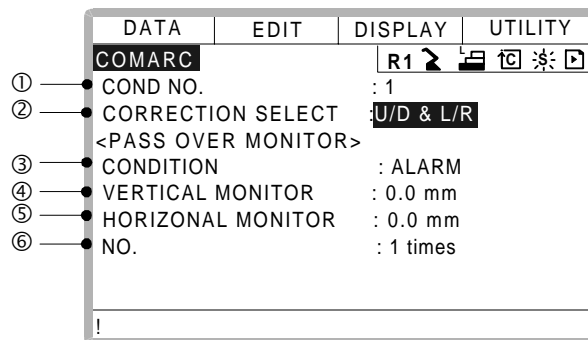 DATA EDIT DISPLAY UTILITY
COMARC R1 L C S
① COND NO. : 1
② CORRECTION SELECT : U/D & L/R
<PASS OVER MONITOR>
③ CONDITION : ALARM
④ VERTICAL MONITOR : 0.0 mm
⑤ HORIZONAL MONITOR : 0.0 mm
⑥ NO. : 1 times
!